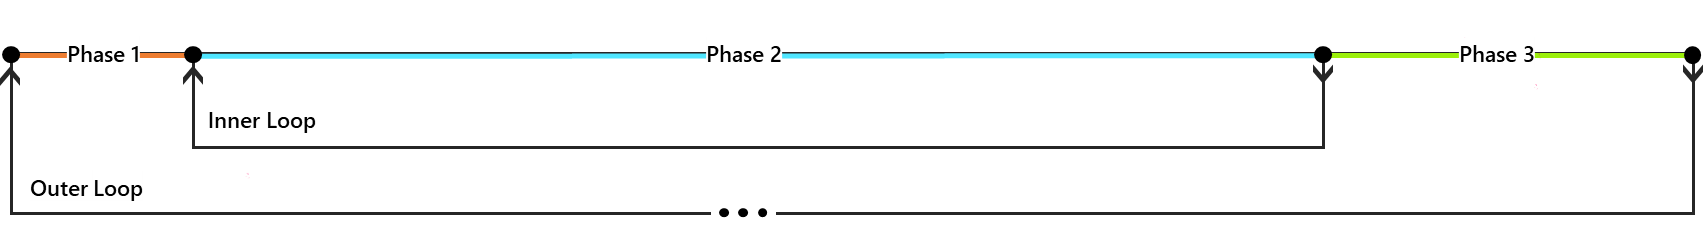 Phase 1
Phase 2
Phase 3
Inner Loop
Outer Loop